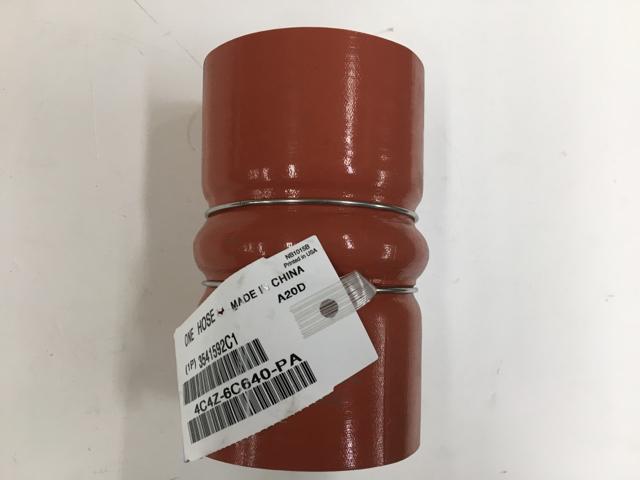 NB1015B
Printed in USA
ONE HOSE MADE IN CHINA
A20D
(1P) 3541592C1
4C4Z-6C640-PA